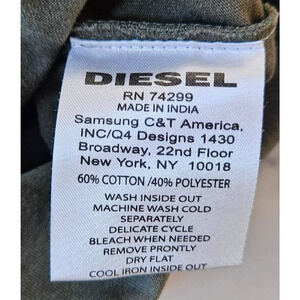 DIESEL
RN 74299
MADE IN INDIA
Samsung C&T America,
INC/Q4 Designs 1430
Broadway, 22nd Floor
New York, NY 10018
60% COTTON /40% POLYESTER
WASH INSIDE OUT
MACHINE WASH COLD
SEPARATELY
DELICATE CYCLE
BLEACH WHEN NEEDED
REMOVE PRONTLY
DRY FLAT
COOL IRON INSIDE OUT